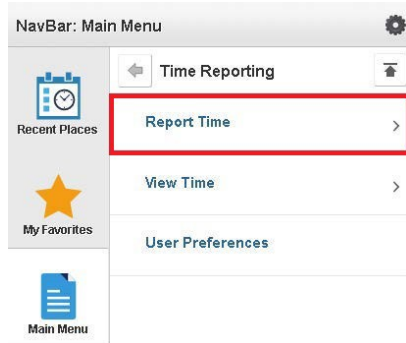 NavBar: Main Menu
Time Reporting
Recent Places
Report Time
View Time
My Favorites
User Preferences
Main Menu